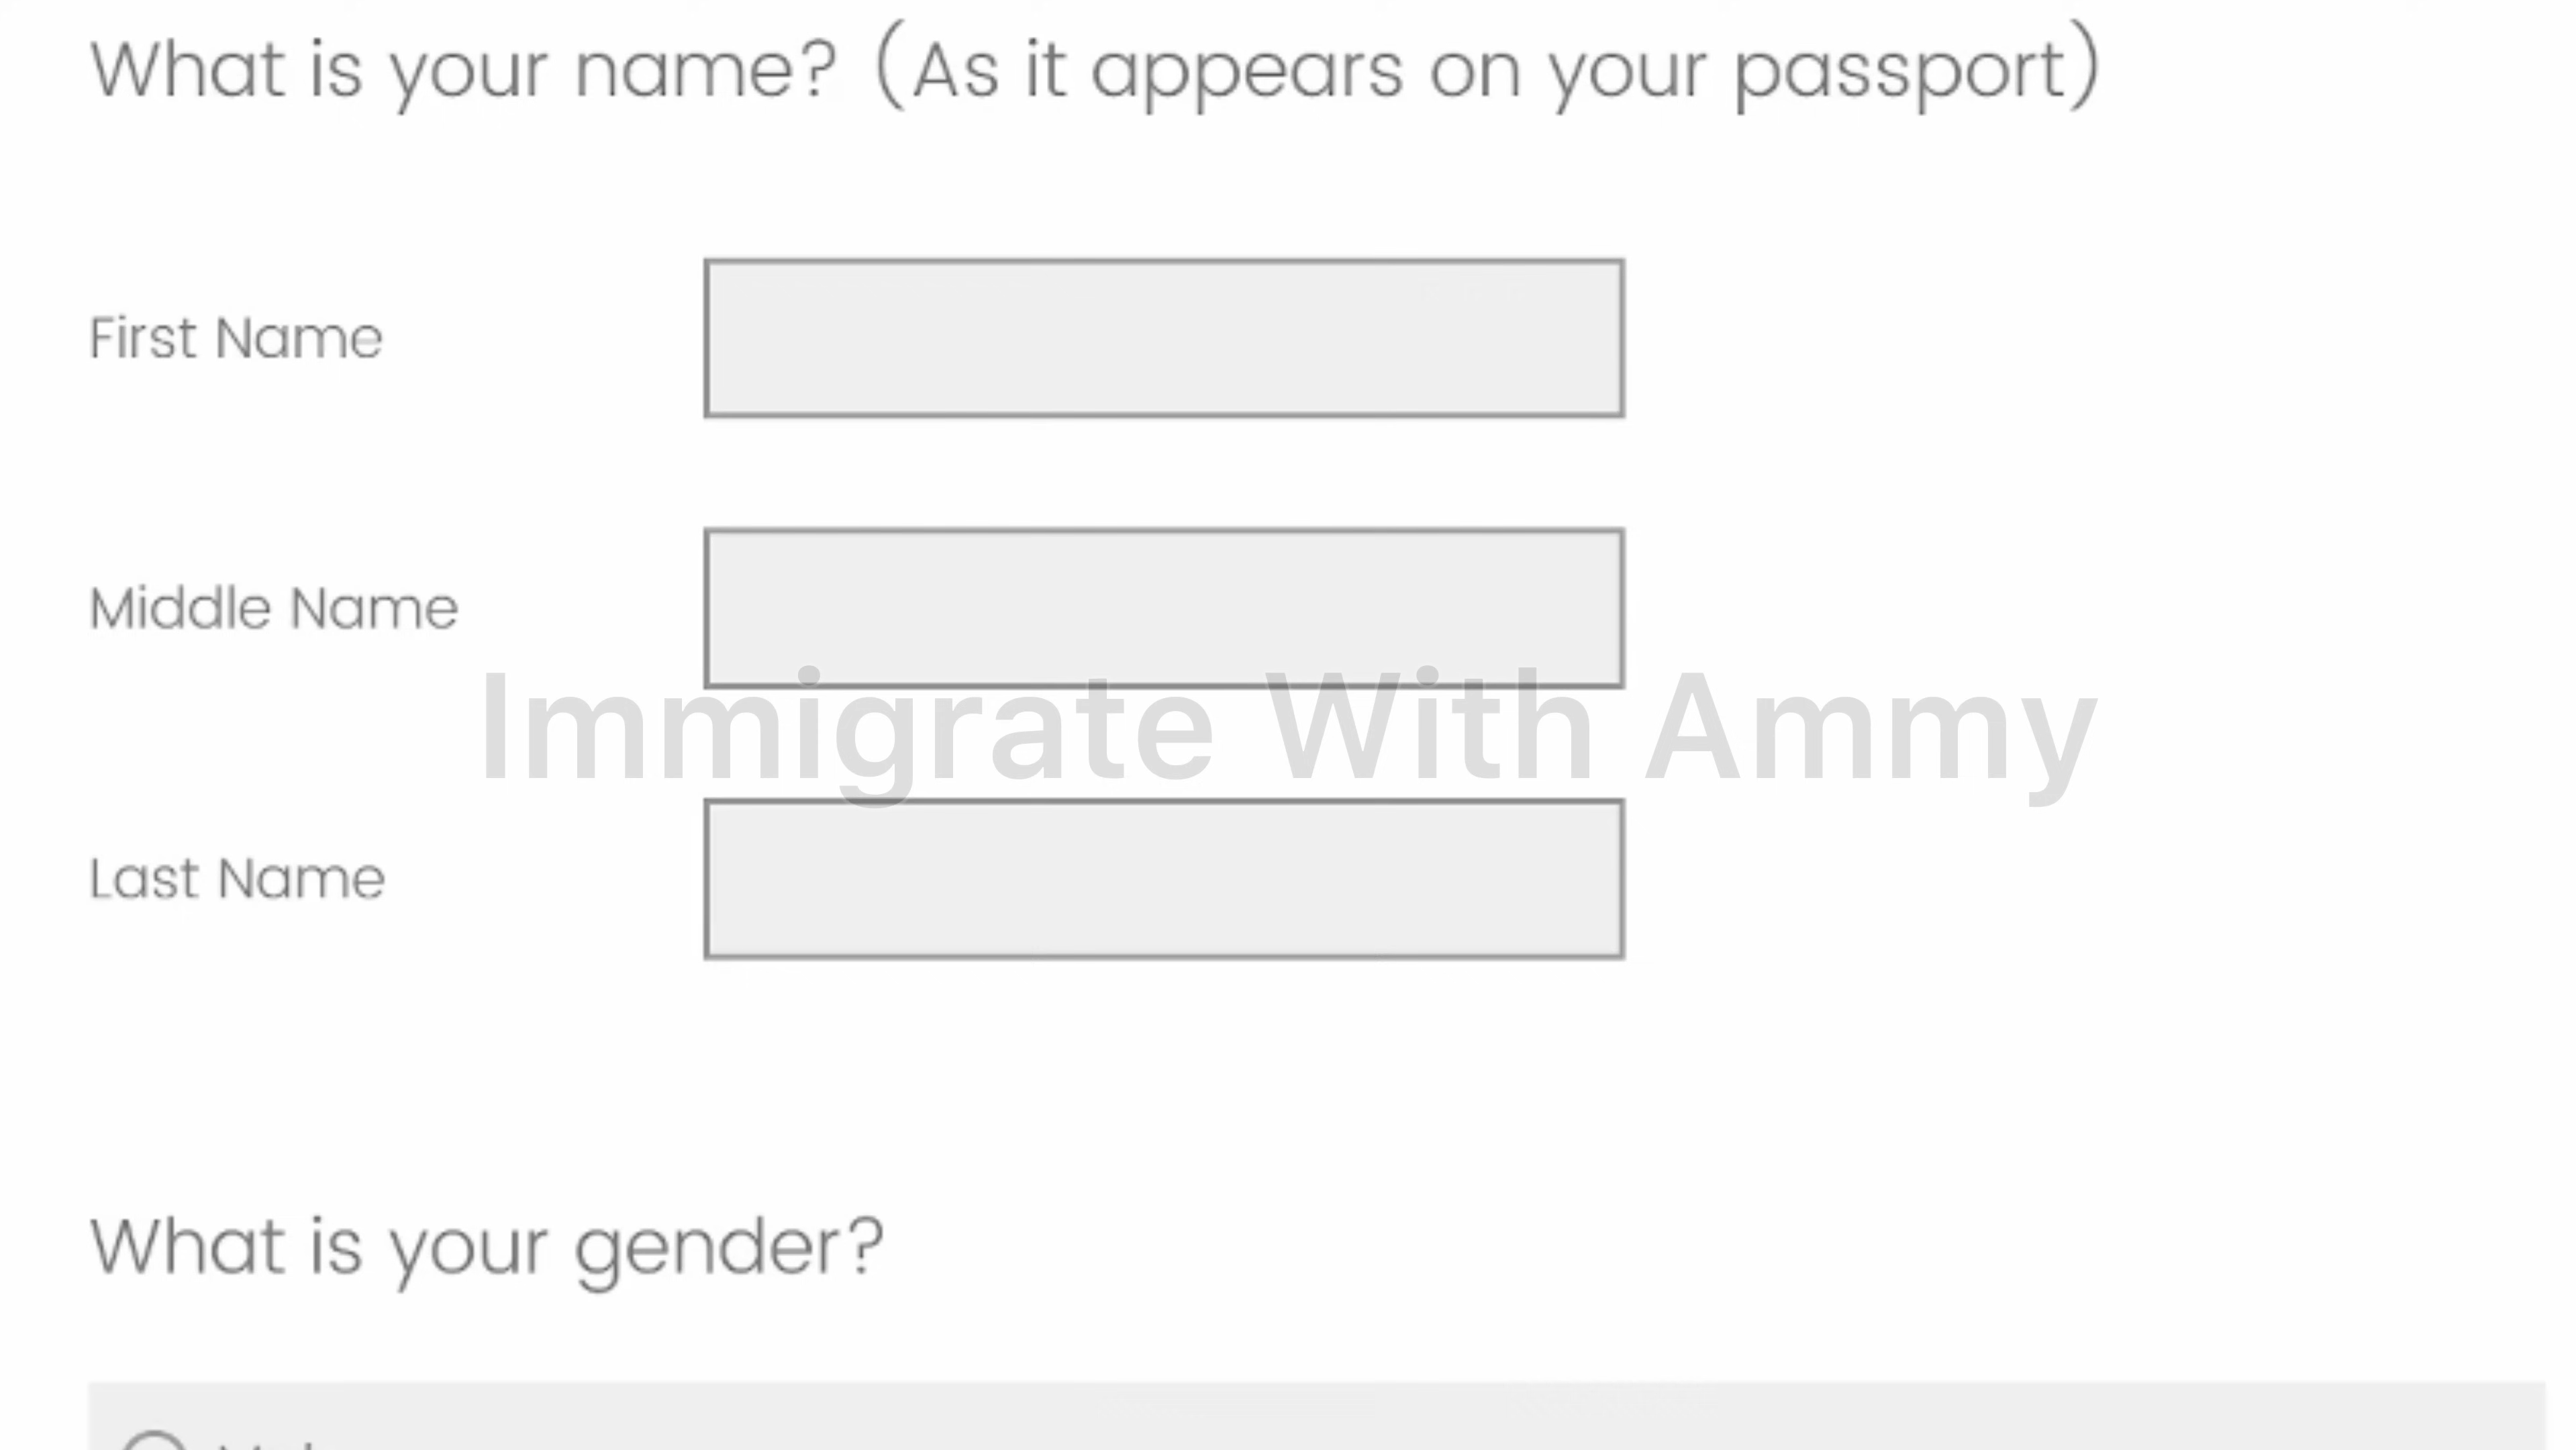 What is your name? (As it appears on your passport)
First Name
Middle Name
Immigrate With Ammy
Last Name
What is your gender?